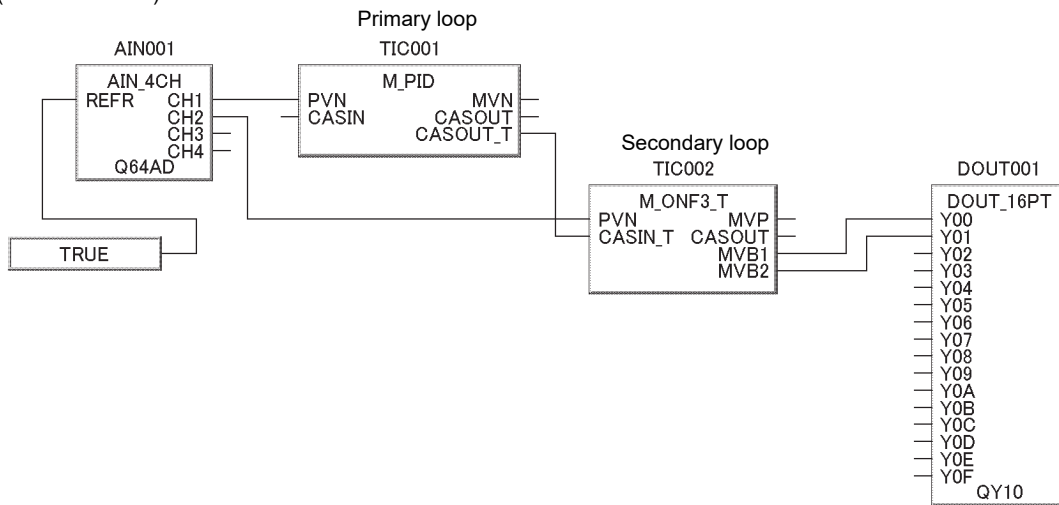 Primary loop
AIN001
TIC001
AIN_4CH
REFR CH1
CH2
CH3
CH4
Q64AD
M_PID
PVN MVN
CASIN CASOUT
CASOUT_T
TRUE
Secondary loop
TIC002
M_ONF3_T
PVN MVP
CASIN_T CASOUT
MVB1
MVB2
DOUT001
DOUT_16PT
Y00
Y01
Y02
Y03
Y04
Y05
Y06
Y07
Y08
Y09
Y0A
Y0B
Y0C
Y0D
Y0E
Y0F
QY10